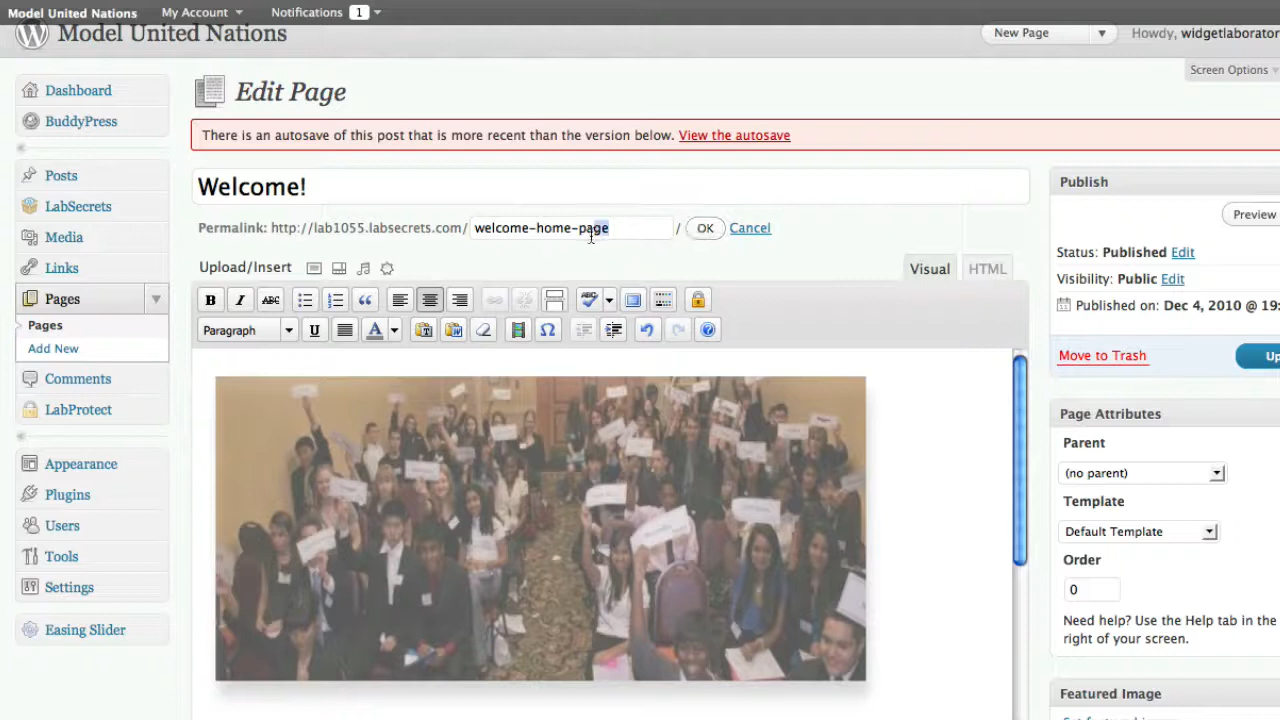 Model United Nations My Account Notifications 1
Model United Nations New Page Howdy, widgetlaborator
Screen Options
Dashboard
BuddyPress
Posts
LabSecrets
Media
Links
Pages
Pages
Add New
Comments
LabProtect
Appearance
Plugins
Users
Tools
Settings
Easing Slider
Edit Page
There is an autosave of this post that is more recent than the version below. View the autosave
Welcome!
Permalink: http://lab1055.labsecrets.com/ welcome-home-page / OK Cancel
Upload/Insert Visual HTML
B I ABC ABC
Paragraph U A T W Ω ?
Publish
Preview
Status: Published Edit
Visibility: Public Edit
Published on: Dec 4, 2010 @ 19:
Move to Trash Up
Page Attributes
Parent
(no parent)
Template
Default Template
Order
0
Need help? Use the Help tab in the
right of your screen.
Featured Image